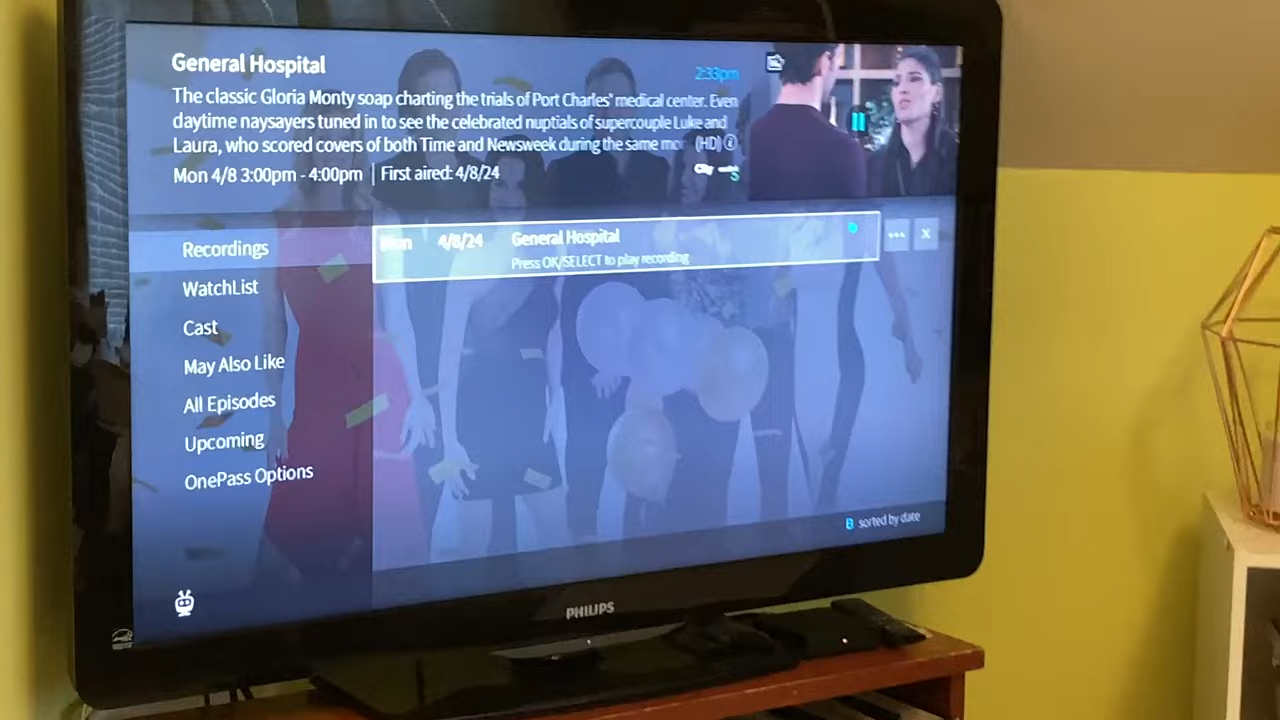 General Hospital
2:33pm
The classic Gloria Monty soap charting the trials of Port Charles' medical center. Even
daytime naysayers tuned in to see the celebrated nuptials of supercouple Luke and
Laura, who scored covers of both Time and Newsweek during the same mo (HD)
Mon 4/8 3:00pm - 4:00pm | First aired: 4/8/24
City
Recordings
Mon 4/8/24 General Hospital
Press OK/SELECT to play recording
X
WatchList
Cast
May Also Like
All Episodes
Upcoming
OnePass Options
B sorted by date
PHILIPS